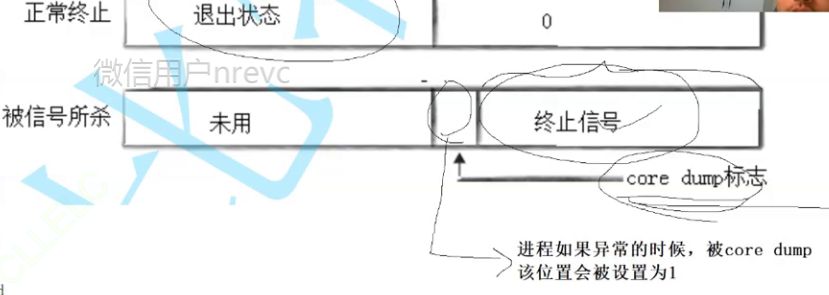 正常终止 退出状态 0
微信用户nrevc
被信号所杀 未用 终止信号
core dump标志
进程如果异常的时候，被core dump
该位置会被设置为1